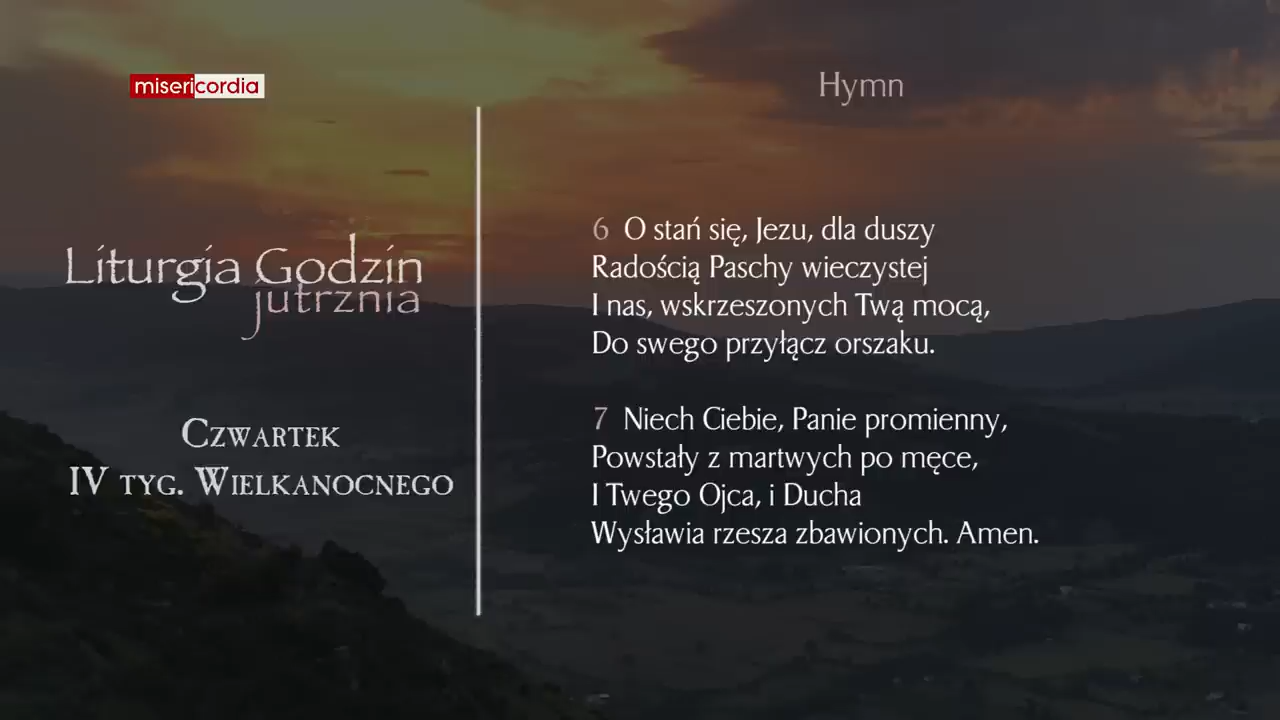 misericordia
Liturgia Godzin
jutrznia
Czwartek
IV tyg. Wielkanocnego
Hymn
6 O stań się, Jezu, dla duszy
Radością Paschy wieczystej
I nas, wskrzeszonych Twą mocą,
Do swego przyłącz orszaku.
7 Niech Ciebie, Panie promienny,
Powstały z martwych po męce,
I Twego Ojca, i Ducha
Wysławia rzesza zbawionych. Amen.